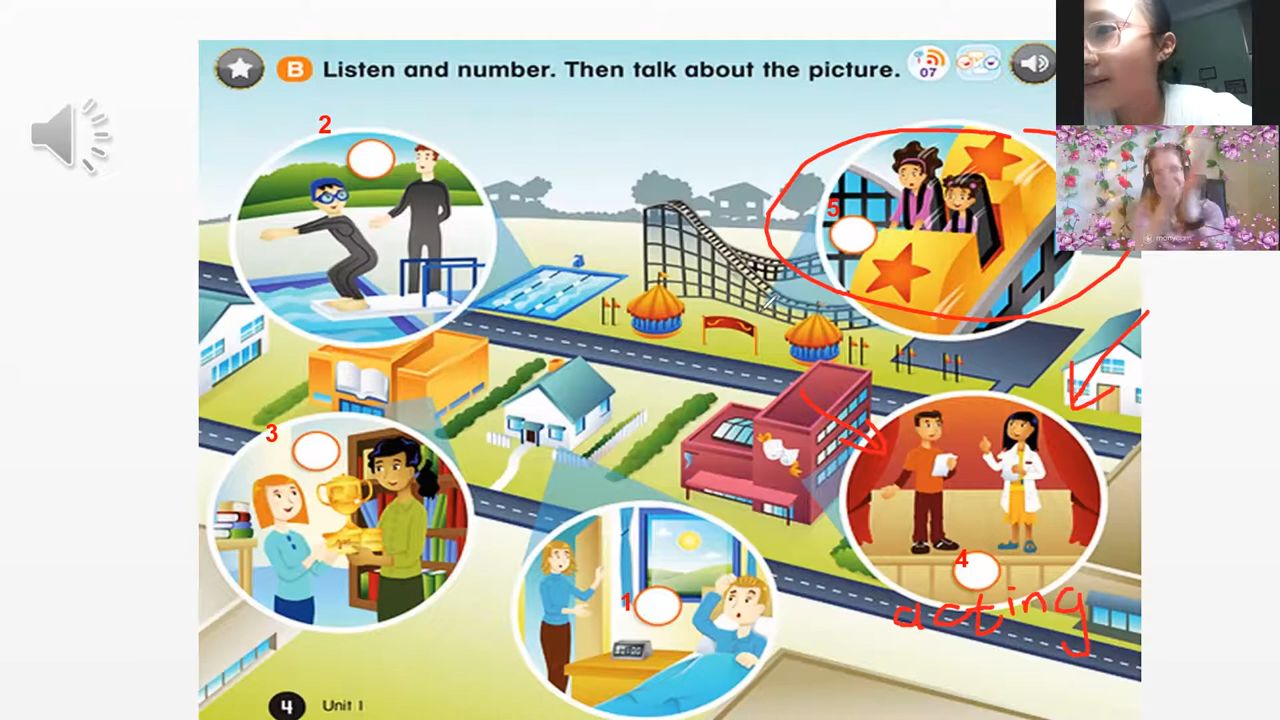 B Listen and number. Then talk about the picture. 07
2
5
3
4
acting
1
4 Unit 1